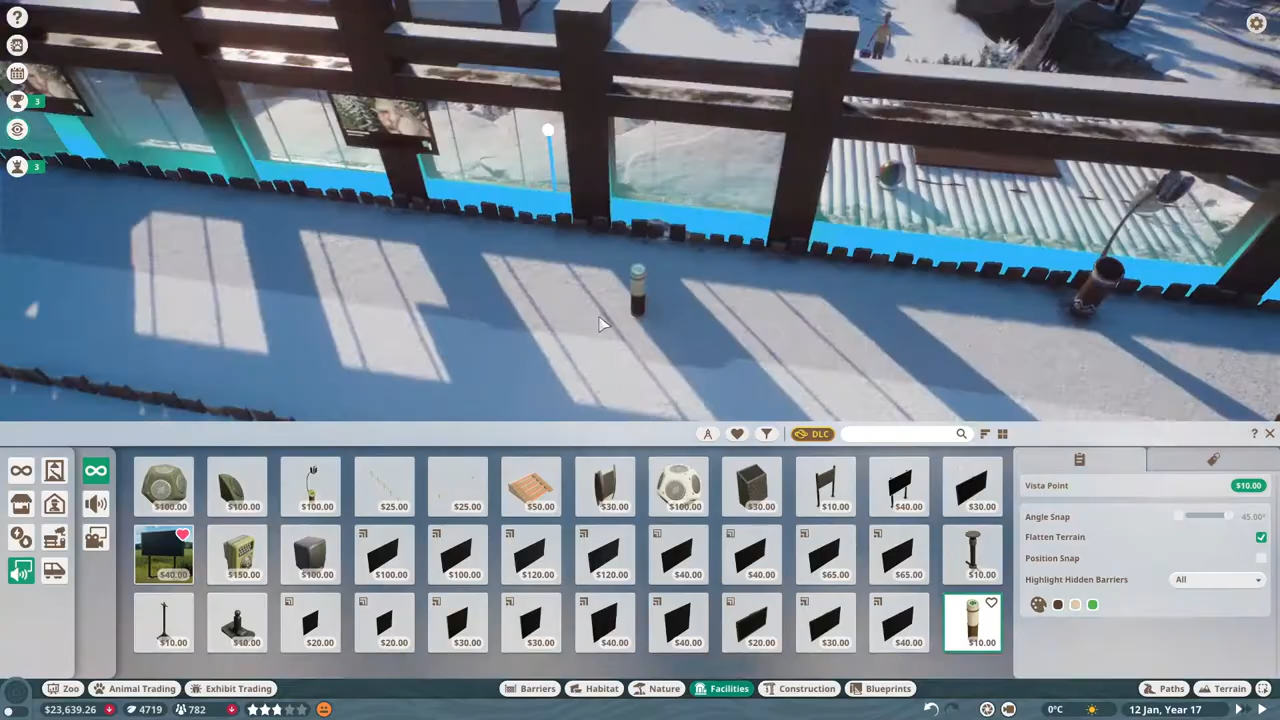 ?
3
3
DLC
? ×
$100.00 $100.00 $100.00 $25.00 $25.00 $50.00 $30.00 $100.00 $30.00 $10.00 $40.00 $30.00
$40.00 $150.00 $100.00 $100.00 $100.00 $120.00 $120.00 $40.00 $40.00 $65.00 $65.00 $10.00
$10.00 $10.00 $20.00 $20.00 $30.00 $30.00 $40.00 $40.00 $20.00 $30.00 $40.00 $10.00
Vista Point $10.00
Angle Snap 45.00°
Flatten Terrain
Position Snap
Highlight Hidden Barriers All
Zoo Animal Trading Exhibit Trading Barriers Habitat Nature Facilities Construction Blueprints Paths Terrain
$23,639.26 4719 782 0°C 12 Jan, Year 17